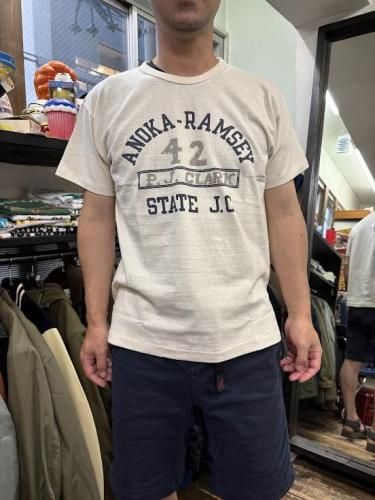 ANOKA-RAMSEY
42
P.J. CLARK
STATE J.C